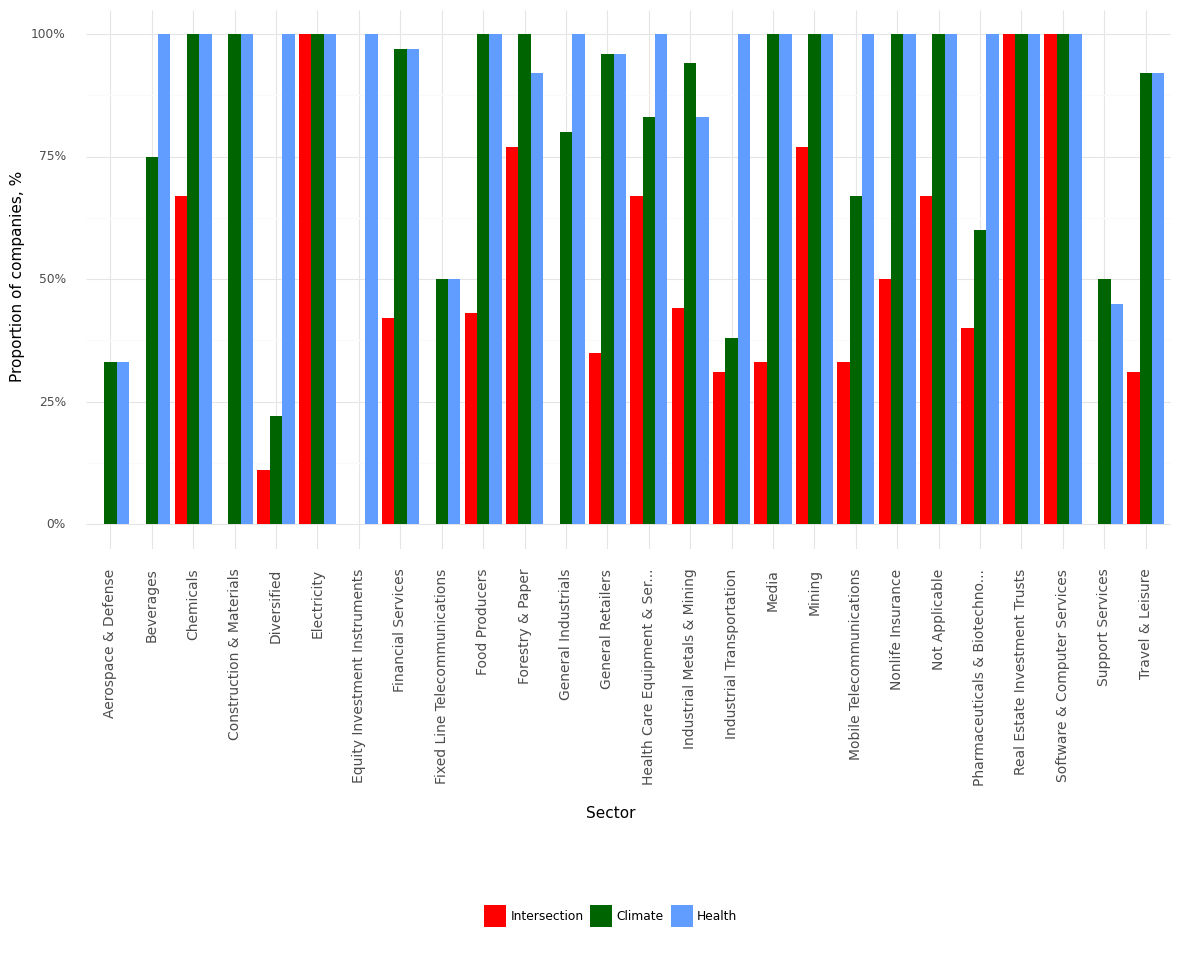 Proportion of companies, %
100%
75%
50%
25%
0%
Aerospace & Defense
Beverages
Chemicals
Construction & Materials
Diversified
Electricity
Equity Investment Instruments
Financial Services
Fixed Line Telecommunications
Food Producers
Forestry & Paper
General Industrials
General Retailers
Health Care Equipment & Ser...
Industrial Metals & Mining
Industrial Transportation
Media
Mining
Mobile Telecommunications
Nonlife Insurance
Not Applicable
Pharmaceuticals & Biotechno...
Real Estate Investment Trusts
Software & Computer Services
Support Services
Travel & Leisure
Sector
Intersection Climate Health